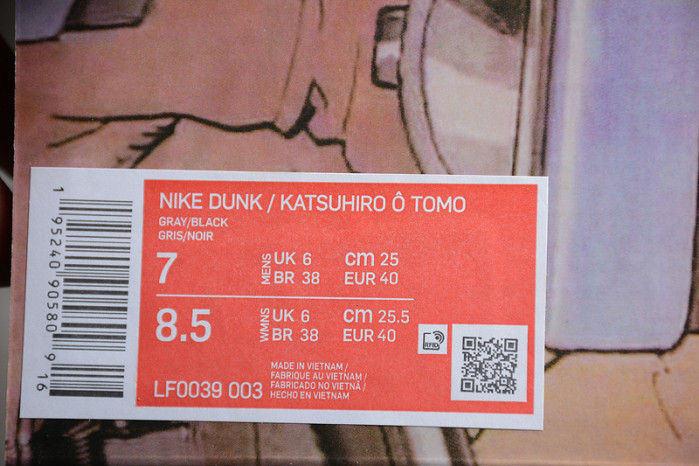 NIKE DUNK / KATSUHIRO Ô TOMO
GRAY/BLACK
GRIS/NOIR
7 MENS UK 6 cm 25
BR 38 EUR 40
8.5 WMNS UK 6 cm 25.5
BR 38 EUR 40
RFID
LF0039 003
MADE IN VIETNAM /
FABRIQUE AU VIETNAM /
FABRICADO NO VIETNÃ /
HECHO EN VIETNAM
1 95240 90580 9 16